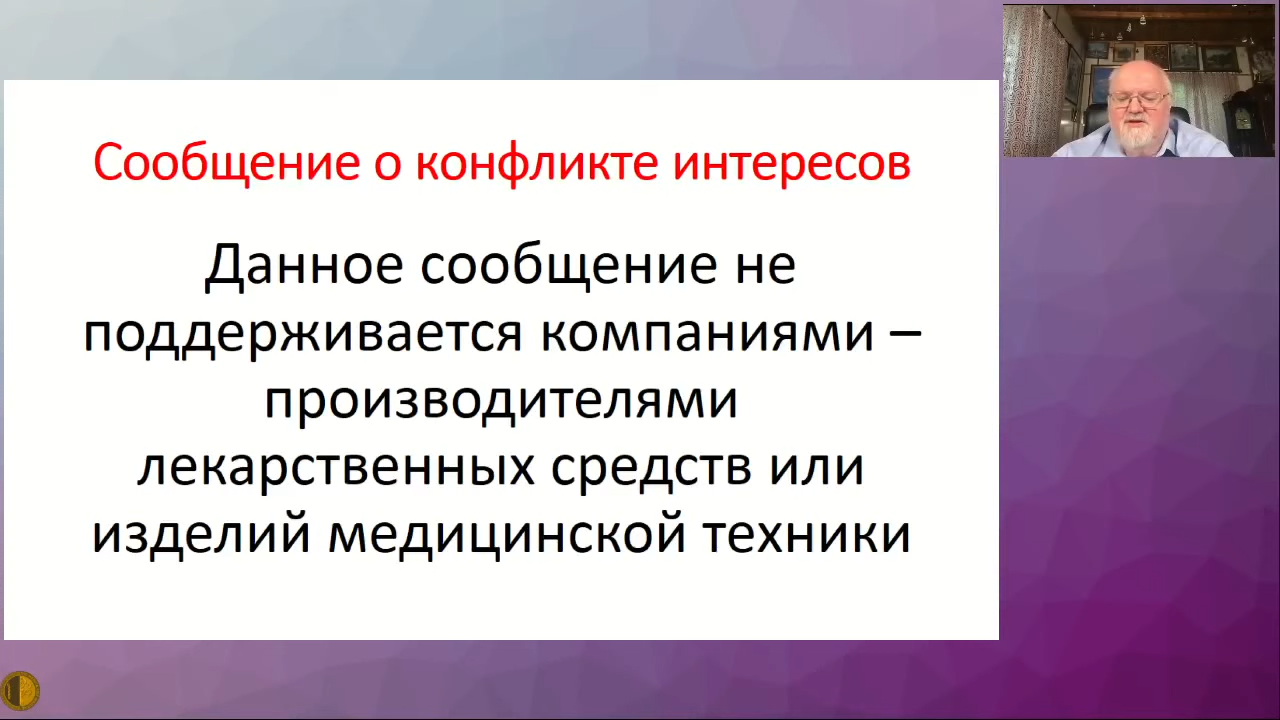 Сообщение о конфликте интересов
Данное сообщение не
поддерживается компаниями –
производителями
лекарственных средств или
изделий медицинской техники